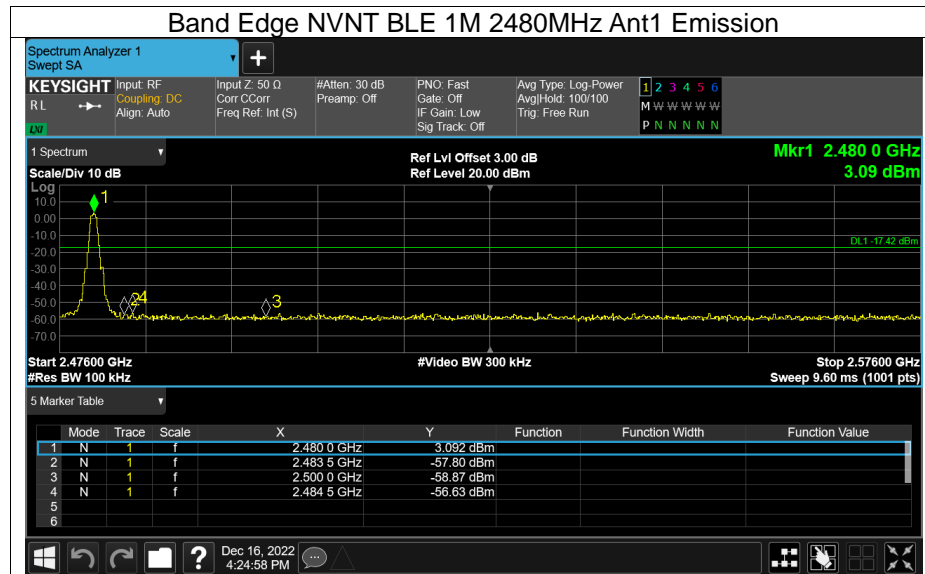 Band Edge NVNT BLE 1M 2480MHz Ant1 Emission
Spectrum Analyzer 1
Swept SA
+
KEYSIGHT Input: RF Input Z: 50 Ω #Atten: 30 dB PNO: Fast Avg Type: Log-Power 1 2 3 4 5 6
RL Coupling: DC Corr CCorr Preamp: Off Gate: Off Avg|Hold: 100/100 M W W W W W
Align: Auto Freq Ref: Int (S) IF Gain: Low Trig: Free Run
LXI Sig Track: Off P N N N N N
1 Spectrum Ref Lvl Offset 3.00 dB Mkr1 2.480 0 GHz
Scale/Div 10 dB Ref Level 20.00 dBm 3.09 dBm
Log
10.0 1
0.00
-10.0
DL1 -17.42 dBm
-20.0
-30.0
-40.0
-50.0 2 4 3
-60.0
-70.0
Start 2.47600 GHz #Video BW 300 kHz Stop 2.57600 GHz
#Res BW 100 kHz Sweep 9.60 ms (1001 pts)
5 Marker Table
Mode Trace Scale X Y Function Function Width Function Value
1 N 1 f 2.480 0 GHz 3.092 dBm
2 N 1 f 2.483 5 GHz -57.80 dBm
3 N 1 f 2.500 0 GHz -58.87 dBm
4 N 1 f 2.484 5 GHz -56.63 dBm
5
6
? Dec 16, 2022
4:24:58 PM